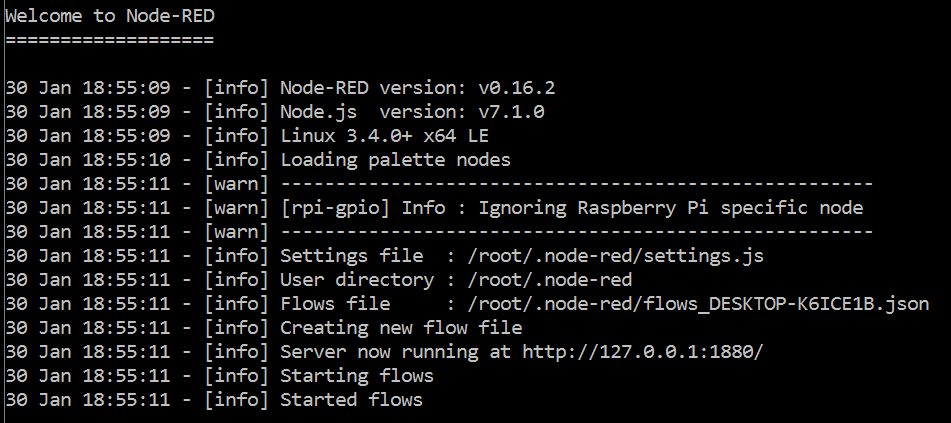 Welcome to Node-RED
===================
30 Jan 18:55:09 - [info] Node-RED version: v0.16.2
30 Jan 18:55:09 - [info] Node.js  version: v7.1.0
30 Jan 18:55:09 - [info] Linux 3.4.0+ x64 LE
30 Jan 18:55:10 - [info] Loading palette nodes
30 Jan 18:55:11 - [warn] ------------------------------------------------------
30 Jan 18:55:11 - [warn] [rpi-gpio] Info : Ignoring Raspberry Pi specific node
30 Jan 18:55:11 - [warn] ------------------------------------------------------
30 Jan 18:55:11 - [info] Settings file  : /root/.node-red/settings.js
30 Jan 18:55:11 - [info] User directory : /root/.node-red
30 Jan 18:55:11 - [info] Flows file     : /root/.node-red/flows_DESKTOP-K6ICE1B.json
30 Jan 18:55:11 - [info] Creating new flow file
30 Jan 18:55:11 - [info] Server now running at http://127.0.0.1:1880/
30 Jan 18:55:11 - [info] Starting flows
30 Jan 18:55:11 - [info] Started flows